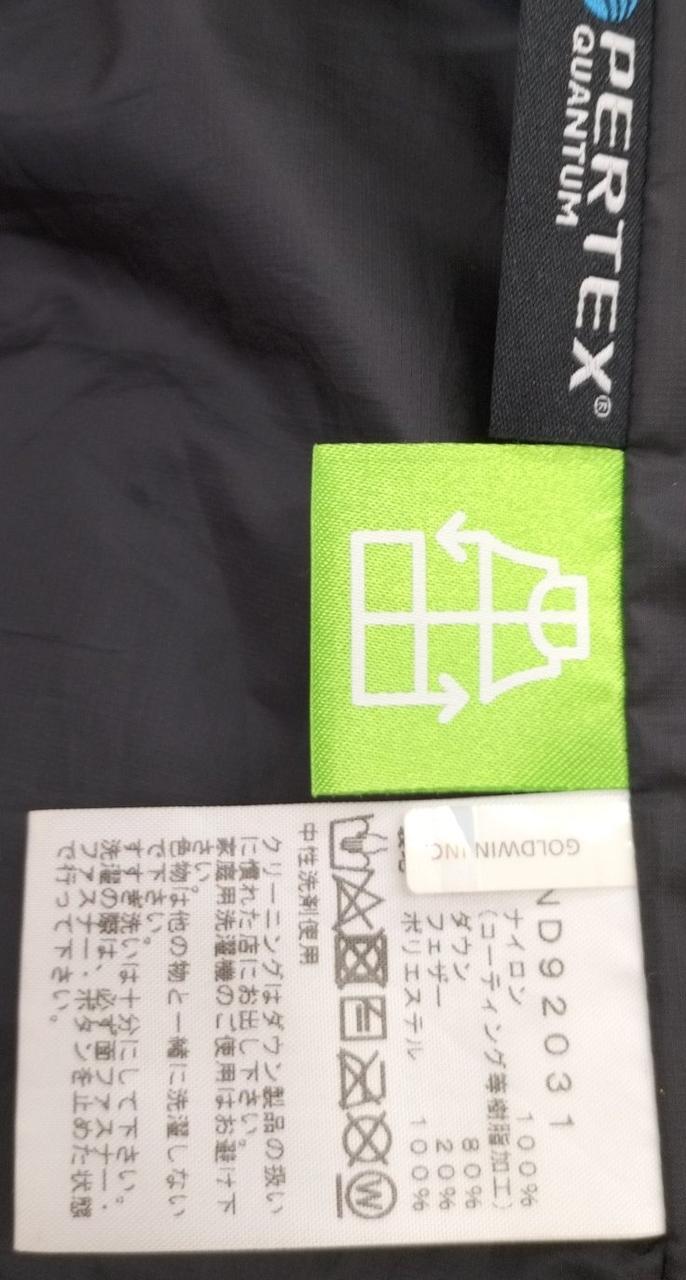 PERTEX®
QUANTUM
GOLDWIN INC.
ND92031
ナイロン 100%
(コーティング等樹脂加工)
ダウン 80%
フェザー 20%
ポリエステル 100%
W
中性洗剤使用
クリーニングはダウン製品の扱い
に慣れた店にお出し下さい。
家庭用洗濯機のご使用はお避け下
さい。
色物は他の物と一緒に洗濯しない
で下さい。
すすぎ洗いは十分にして下さい。
洗濯の際は、必ず面ファスナー・
ファスナー・ボタンを止めた状態
で行って下さい。